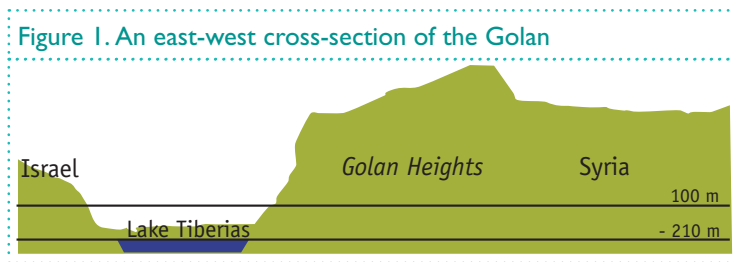 Figure 1. An east-west cross-section of the Golan
Israel
Golan Heights
Syria
100 m
Lake Tiberias
- 210 m